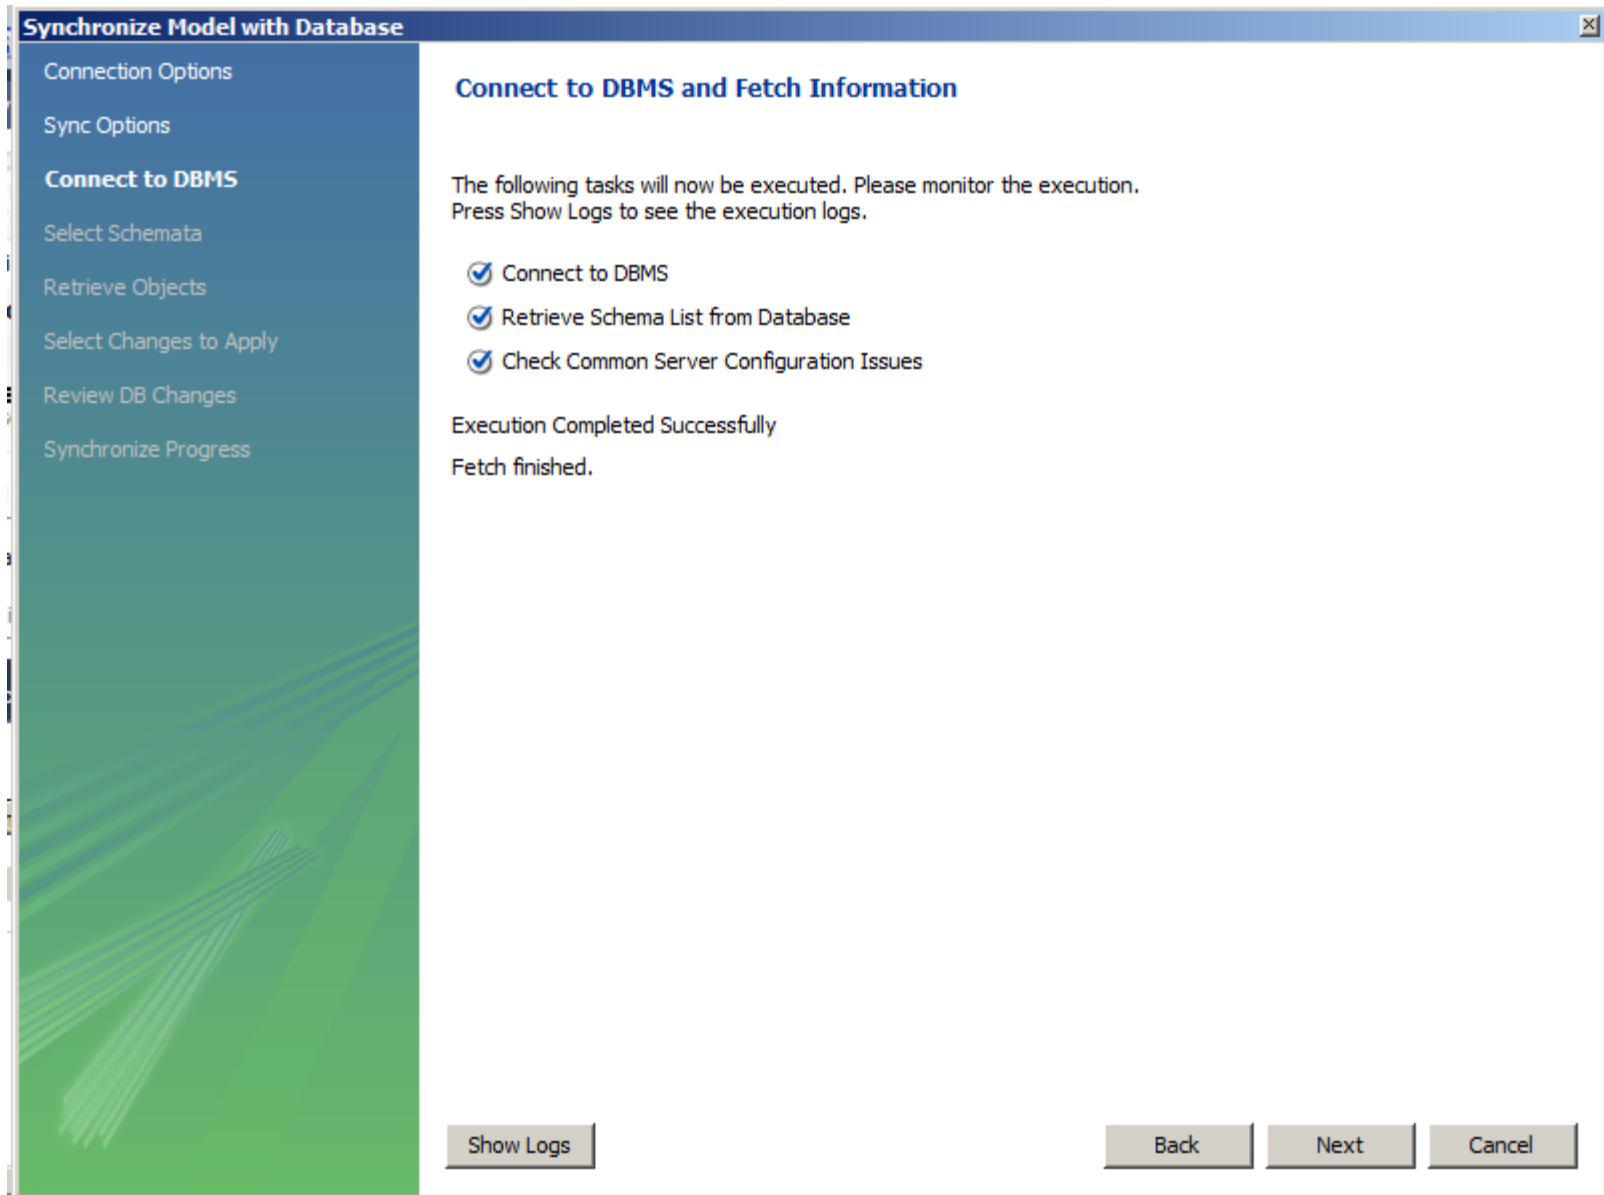 Synchronize Model with Database
Connection Options
Sync Options
Connect to DBMS
Select Schemata
Retrieve Objects
Select Changes to Apply
Review DB Changes
Synchronize Progress
Connect to DBMS and Fetch Information
The following tasks will now be executed. Please monitor the execution.
Press Show Logs to see the execution logs.
Connect to DBMS
Retrieve Schema List from Database
Check Common Server Configuration Issues
Execution Completed Successfully
Fetch finished.
Show Logs
Back
Next
Cancel